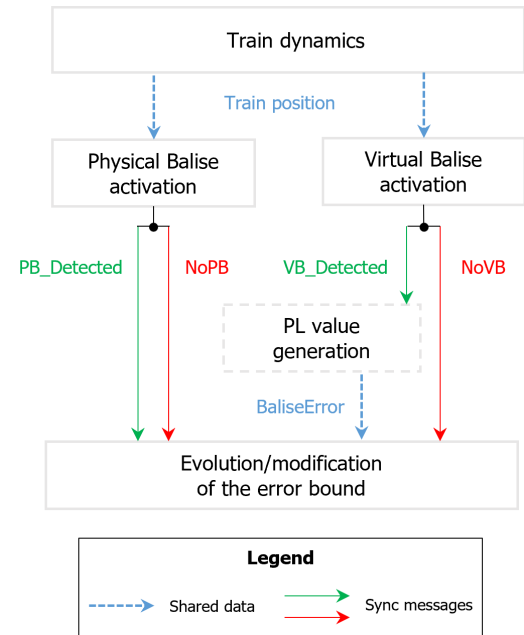 Train dynamics
Train position
Physical Balise
activation
Virtual Balise
activation
PB_Detected
NoPB
VB_Detected
NoVB
PL value
generation
BaliseError
Evolution/modification
of the error bound
Legend
Shared data
Sync messages